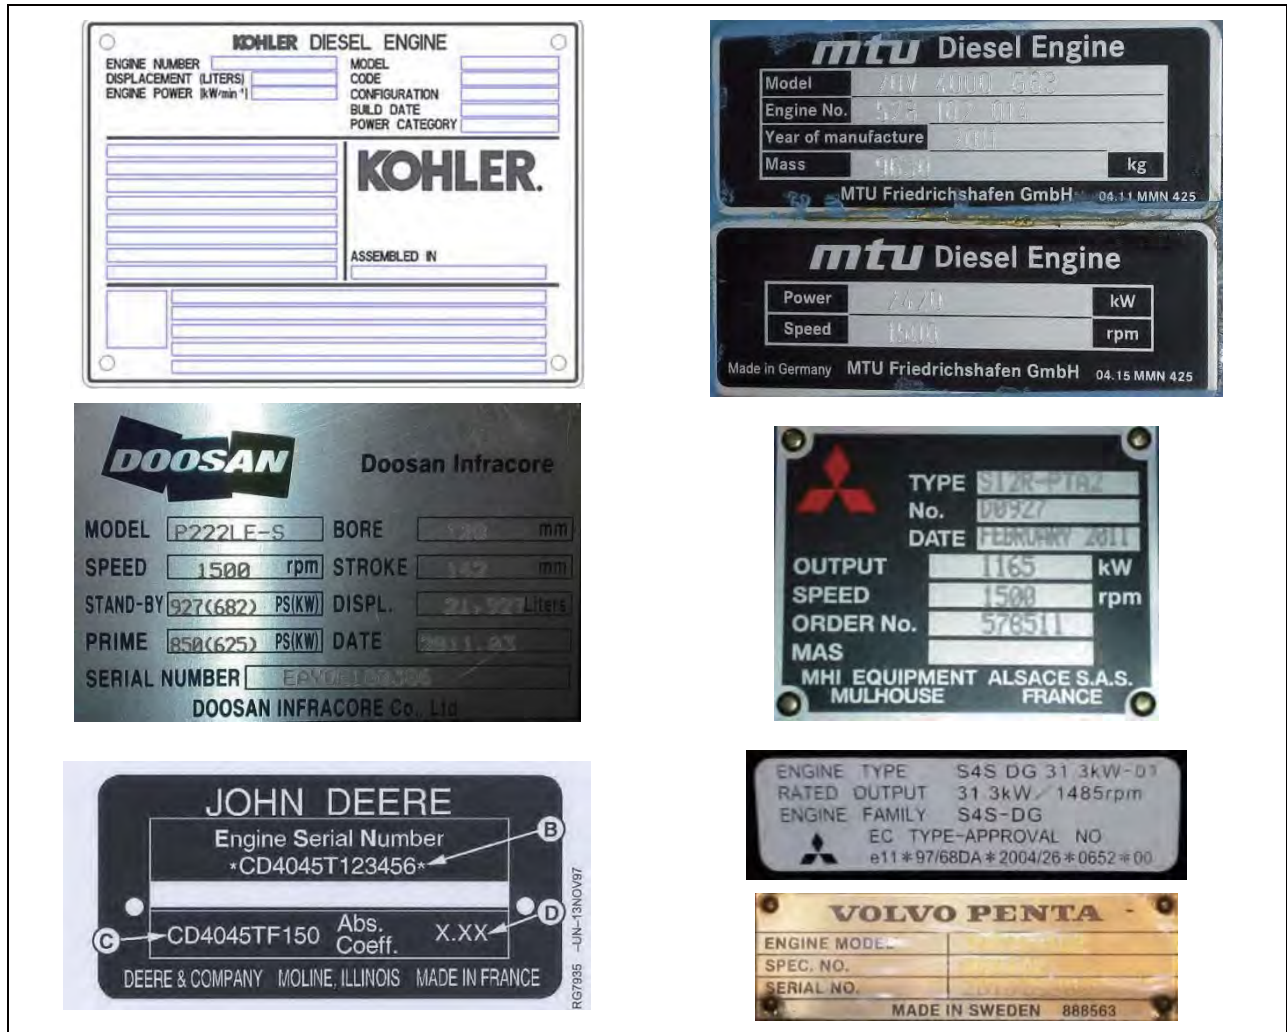 KOHLER DIESEL ENGINE
ENGINE NUMBER
DISPLACEMENT (LITERS)
ENGINE POWER [kW/min⁻¹]
MODEL
CODE
CONFIGURATION
BUILD DATE
POWER CATEGORY
KOHLER.
ASSEMBLED IN
mtu Diesel Engine
Model
Engine No.
Year of manufacture
Mass 9650 kg
MTU Friedrichshafen GmbH 04.11 MMN 425
mtu Diesel Engine
Power 2420 kW
Speed 1500 rpm
Made in Germany MTU Friedrichshafen GmbH 04.15 MMN 425
DOOSAN Doosan Infracore
MODEL P222LE-S BORE mm
SPEED 1500 rpm STROKE mm
STAND-BY 927(682) PS(KW) DISPL. Liters
PRIME 850(625) PS(KW) DATE 2011.03
SERIAL NUMBER
DOOSAN INFRACORE Co., Ltd
TYPE S12R-PTA2
No. D0927
DATE FEBRUARY 2011
OUTPUT 1165 kW
SPEED 1500 rpm
ORDER No. 578511
MAS
MHI EQUIPMENT ALSACE S.A.S.
MULHOUSE FRANCE
JOHN DEERE
Engine Serial Number
*CD4045T123456*
B
C
CD4045TF150 Abs. Coeff. X.XX
D
DEERE & COMPANY MOLINE, ILLINOIS MADE IN FRANCE
RG7935 -UN-13NOV97
ENGINE TYPE S4S DG 31 3kW-01
RATED OUTPUT 31 3kW/1485rpm
ENGINE FAMILY S4S-DG
EC TYPE-APPROVAL NO
e11*97/68DA*2004/26*0652*00
VOLVO PENTA
ENGINE MODEL
SPEC. NO.
SERIAL NO.
MADE IN SWEDEN 888563